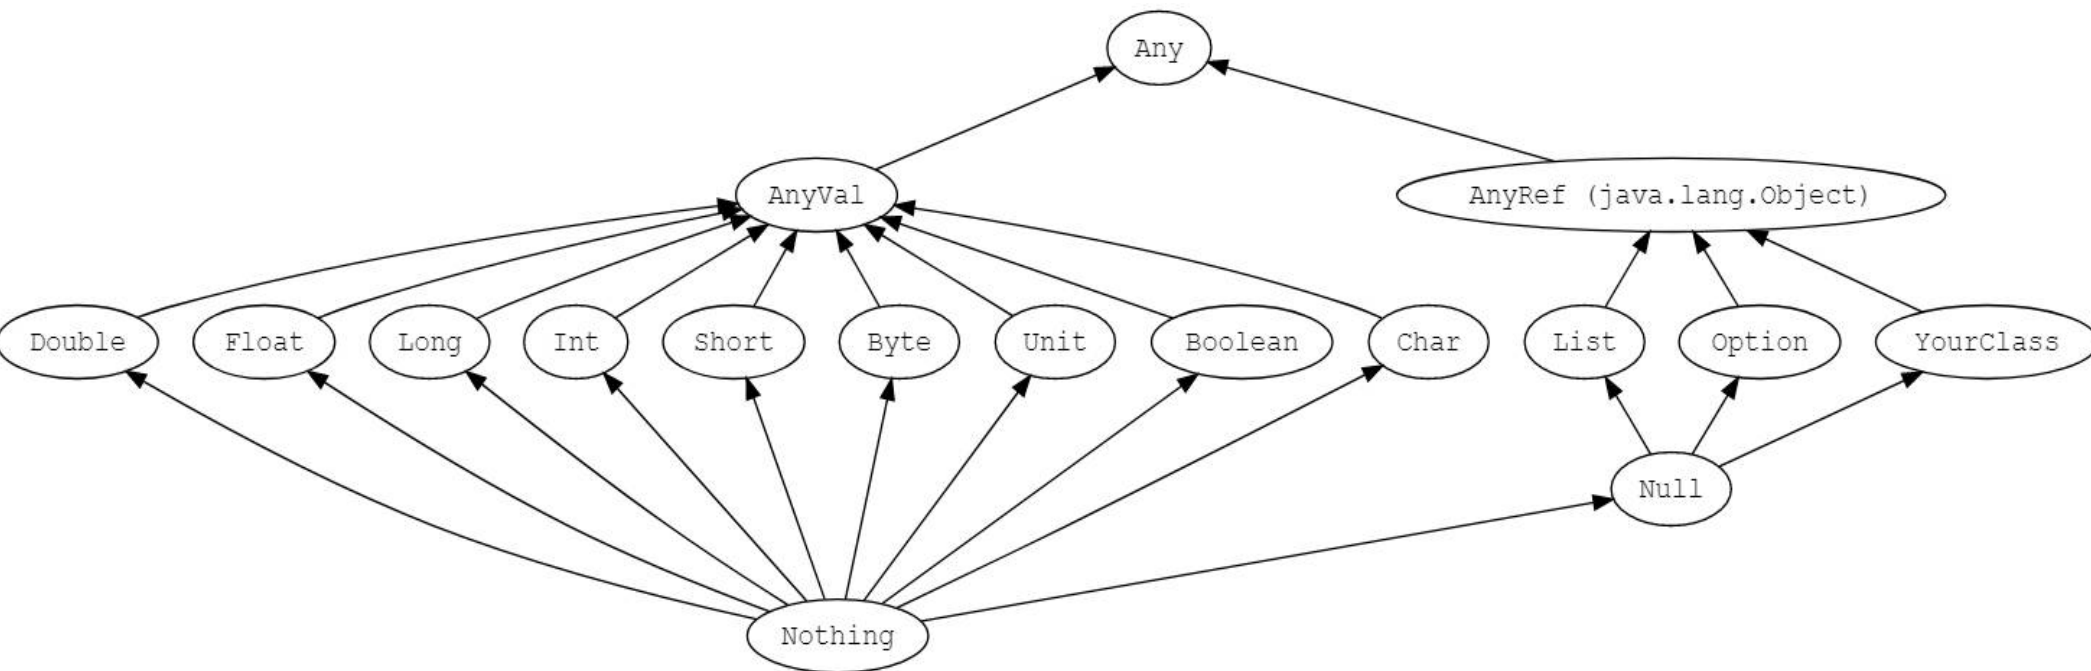 Any
AnyVal
AnyRef (java.lang.Object)
Double
Float
Long
Int
Short
Byte
Unit
Boolean
Char
List
Option
YourClass
Null
Nothing